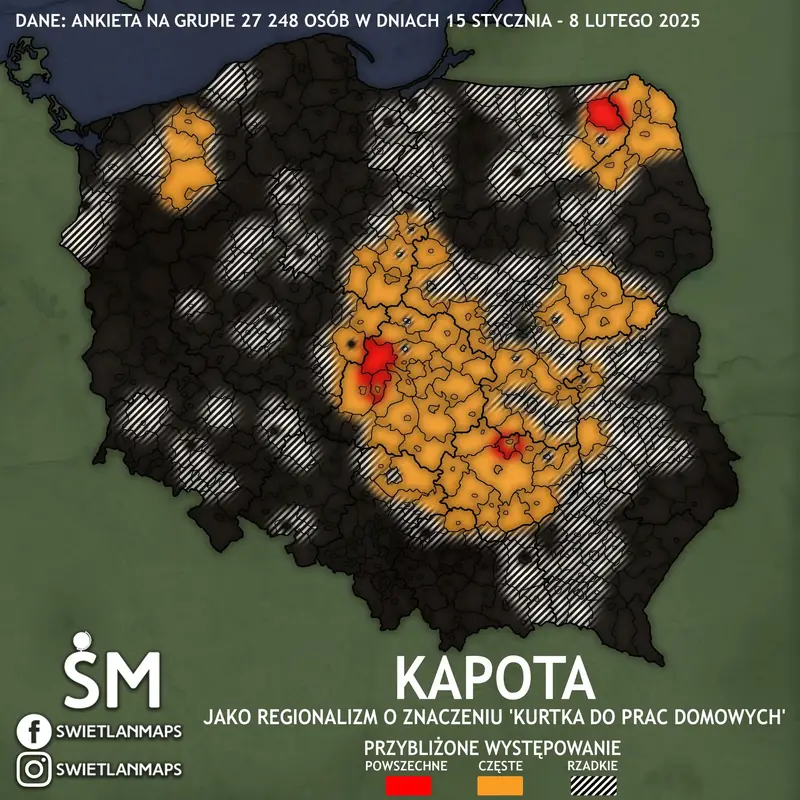 DANE: ANKIETA NA GRUPIE 27 248 OSÓB W DNIACH 15 STYCZNIA - 8 LUTEGO 2025
ŚM
SWIETLANMAPS
SWIETLANMAPS
KAPOTA
JAKO REGIONALIZM O ZNACZENIU 'KURTKA DO PRAC DOMOWYCH'
PRZYBLIŻONE WYSTĘPOWANIE
POWSZECHNE CZĘSTE RZADKIE